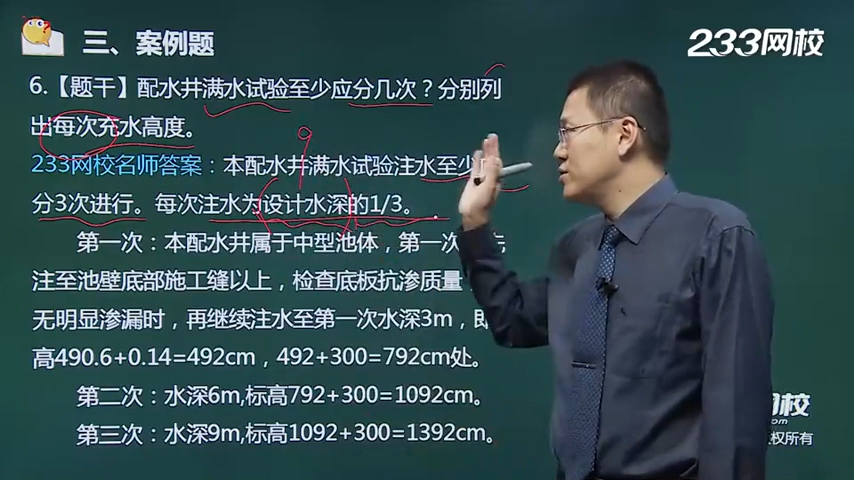 三、案例题
233网校
6.【题干】配水井满水试验至少应分几次？分别列
出每次充水高度。
9
233网校名师答案：本配水井满水试验注水至少
分3次进行。每次注水为设计水深的1/3。
第一次：本配水井属于中型池体，第一次
注至池壁底部施工缝以上，检查底板抗渗质量
无明显渗漏时，再继续注水至第一次水深3m，
高490.6+0.14=492cm，492+300=792cm处。
第二次：水深6m,标高792+300=1092cm。
第三次：水深9m,标高1092+300=1392cm。
网校
权所有